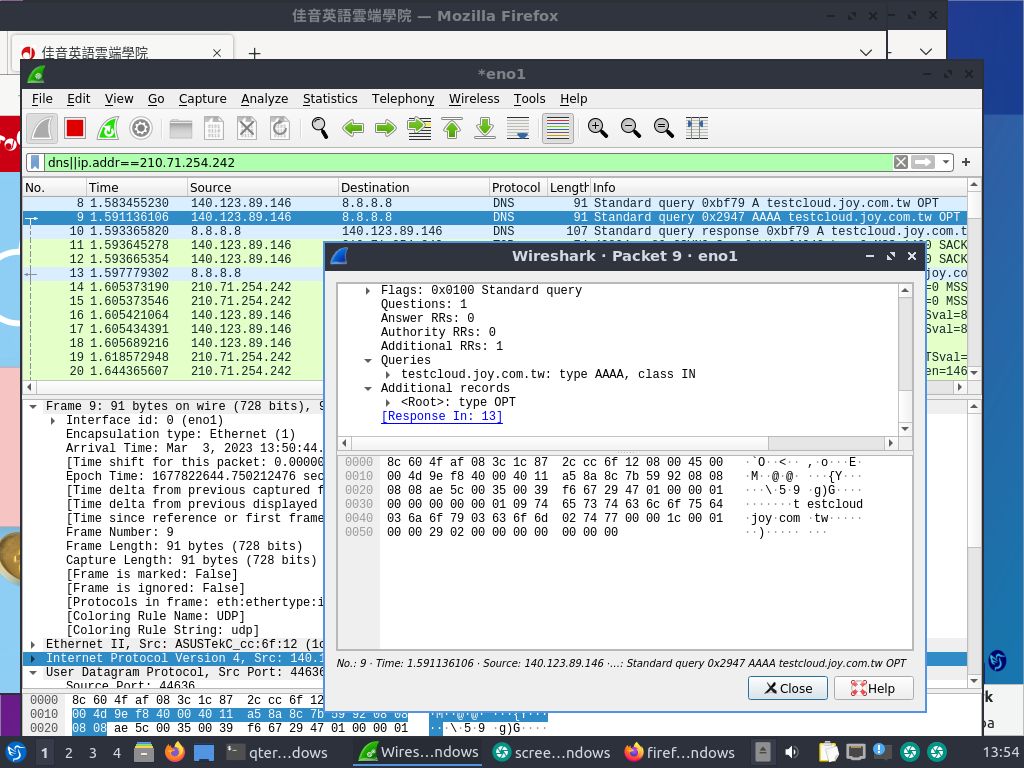 佳音英語雲端學院 — Mozilla Firefox
佳音英語雲端學院
*eno1
File Edit View Go Capture Analyze Statistics Telephony Wireless Tools Help
dns||ip.addr==210.71.254.242
No. Time Source Destination Protocol Length Info
8 1.583455230 140.123.89.146 8.8.8.8 DNS 91 Standard query 0xbf79 A testcloud.joy.com.tw OPT
9 1.591136106 140.123.89.146 8.8.8.8 DNS 91 Standard query 0x2947 AAAA testcloud.joy.com.tw OPT
10 1.593365820 8.8.8.8 140.123.89.146 DNS 107 Standard query response 0xbf79 A testcloud.joy.com.t
11 1.593645278 140.123.89.146 0 SACK
12 1.593665354 140.123.89.146 0 SACK
13 1.597779302 8.8.8.8 joy.co
14 1.605373190 210.71.254.242 =0 MSS
15 1.605373546 210.71.254.242 =0 MSS
16 1.605421064 140.123.89.146 Sval=8
17 1.605434391 140.123.89.146 Sval=8
18 1.605689216 140.123.89.146
19 1.618572948 210.71.254.242 TSval=
20 1.644365607 210.71.254.242 en=146
Wireshark · Packet 9 · eno1
Flags: 0x0100 Standard query
Questions: 1
Answer RRs: 0
Authority RRs: 0
Additional RRs: 1
Queries
testcloud.joy.com.tw: type AAAA, class IN
Additional records
<Root>: type OPT
[Response In: 13]
0000 8c 60 4f af 08 3c 1c 87 2c cc 6f 12 08 00 45 00 ·`O··<·· ,·o···E·
0010 00 4d 9e f8 40 00 40 11 a5 8a 8c 7b 59 92 08 08 ·M··@·@· ···{Y···
0020 08 08 ae 5c 00 35 00 39 f6 67 29 47 01 00 00 01 ···\·5·9 ·g)G····
0030 00 00 00 00 00 01 09 74 65 73 74 63 6c 6f 75 64 ·······t estcloud
0040 03 6a 6f 79 03 63 6f 6d 02 74 77 00 00 1c 00 01 ·joy·com ·tw·····
0050 00 00 29 02 00 00 00 00 00 00 00 ··)····· ···
No.: 9 · Time: 1.591136106 · Source: 140.123.89.146 ·...: Standard query 0x2947 AAAA testcloud.joy.com.tw OPT
Close Help
Frame 9: 91 bytes on wire (728 bits), 9
Interface id: 0 (eno1)
Encapsulation type: Ethernet (1)
Arrival Time: Mar 3, 2023 13:50:44.
[Time shift for this packet: 0.00000
Epoch Time: 1677822644.750212476 sec
[Time delta from previous captured f
[Time delta from previous displayed
[Time since reference or first frame
Frame Number: 9
Frame Length: 91 bytes (728 bits)
Capture Length: 91 bytes (728 bits)
[Frame is marked: False]
[Frame is ignored: False]
[Protocols in frame: eth:ethertype:i
[Coloring Rule Name: UDP]
[Coloring Rule String: udp]
Ethernet II, Src: ASUSTekC_cc:6f:12 (1c
Internet Protocol Version 4, Src: 140.1
User Datagram Protocol, Src Port: 44636
Source Port: 44636
0000 8c 60 4f af 08 3c 1c 87 2c cc 6f 12
0010 00 4d 9e f8 40 00 40 11 a5 8a 8c 7b 59 92 08 08 ·M··@·@· ···{Y···
0020 08 08 ae 5c 00 35 00 39 f6 67 29 47 01 00 00 01 ···\·5·9 ·g)G····
1 2 3 4 qter...dows Wires...ndows scree...ndows firef...ndows 13:54